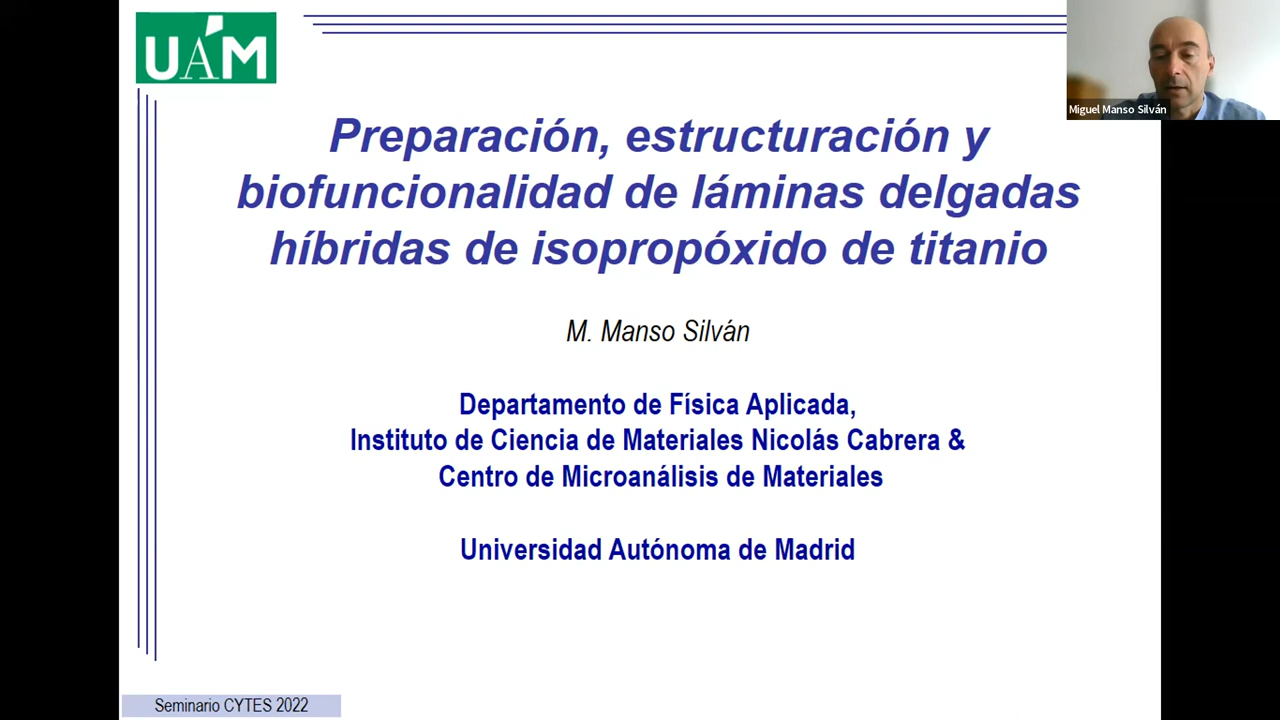 UÁM
Miguel Manso Silván
Preparación, estructuración y
biofuncionalidad de láminas delgadas
híbridas de isopropóxido de titanio
M. Manso Silván
Departamento de Física Aplicada,
Instituto de Ciencia de Materiales Nicolás Cabrera &
Centro de Microanálisis de Materiales
Universidad Autónoma de Madrid
Seminario CYTES 2022